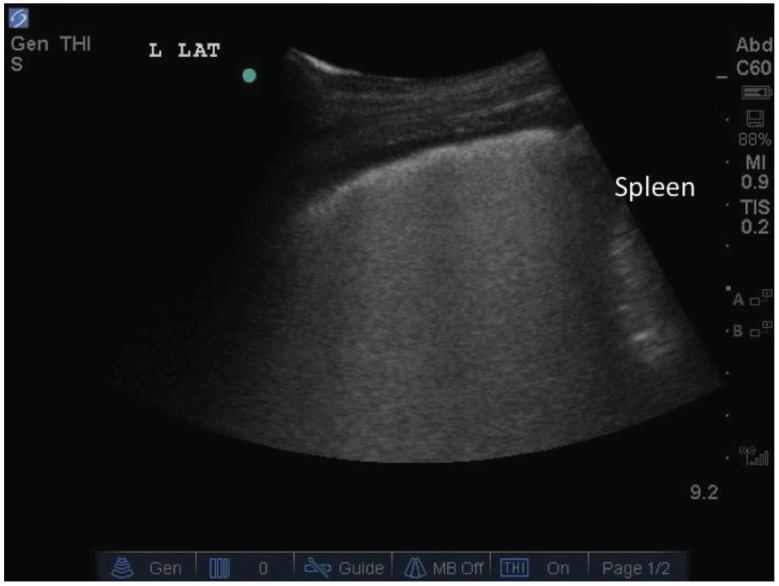 Gen THI
S
L LAT
Abd
C60
88%
MI
0.9
TIS
0.2
Spleen
A
B
9.2
Gen
0
Guide
MB Off
THI
On
Page 1/2